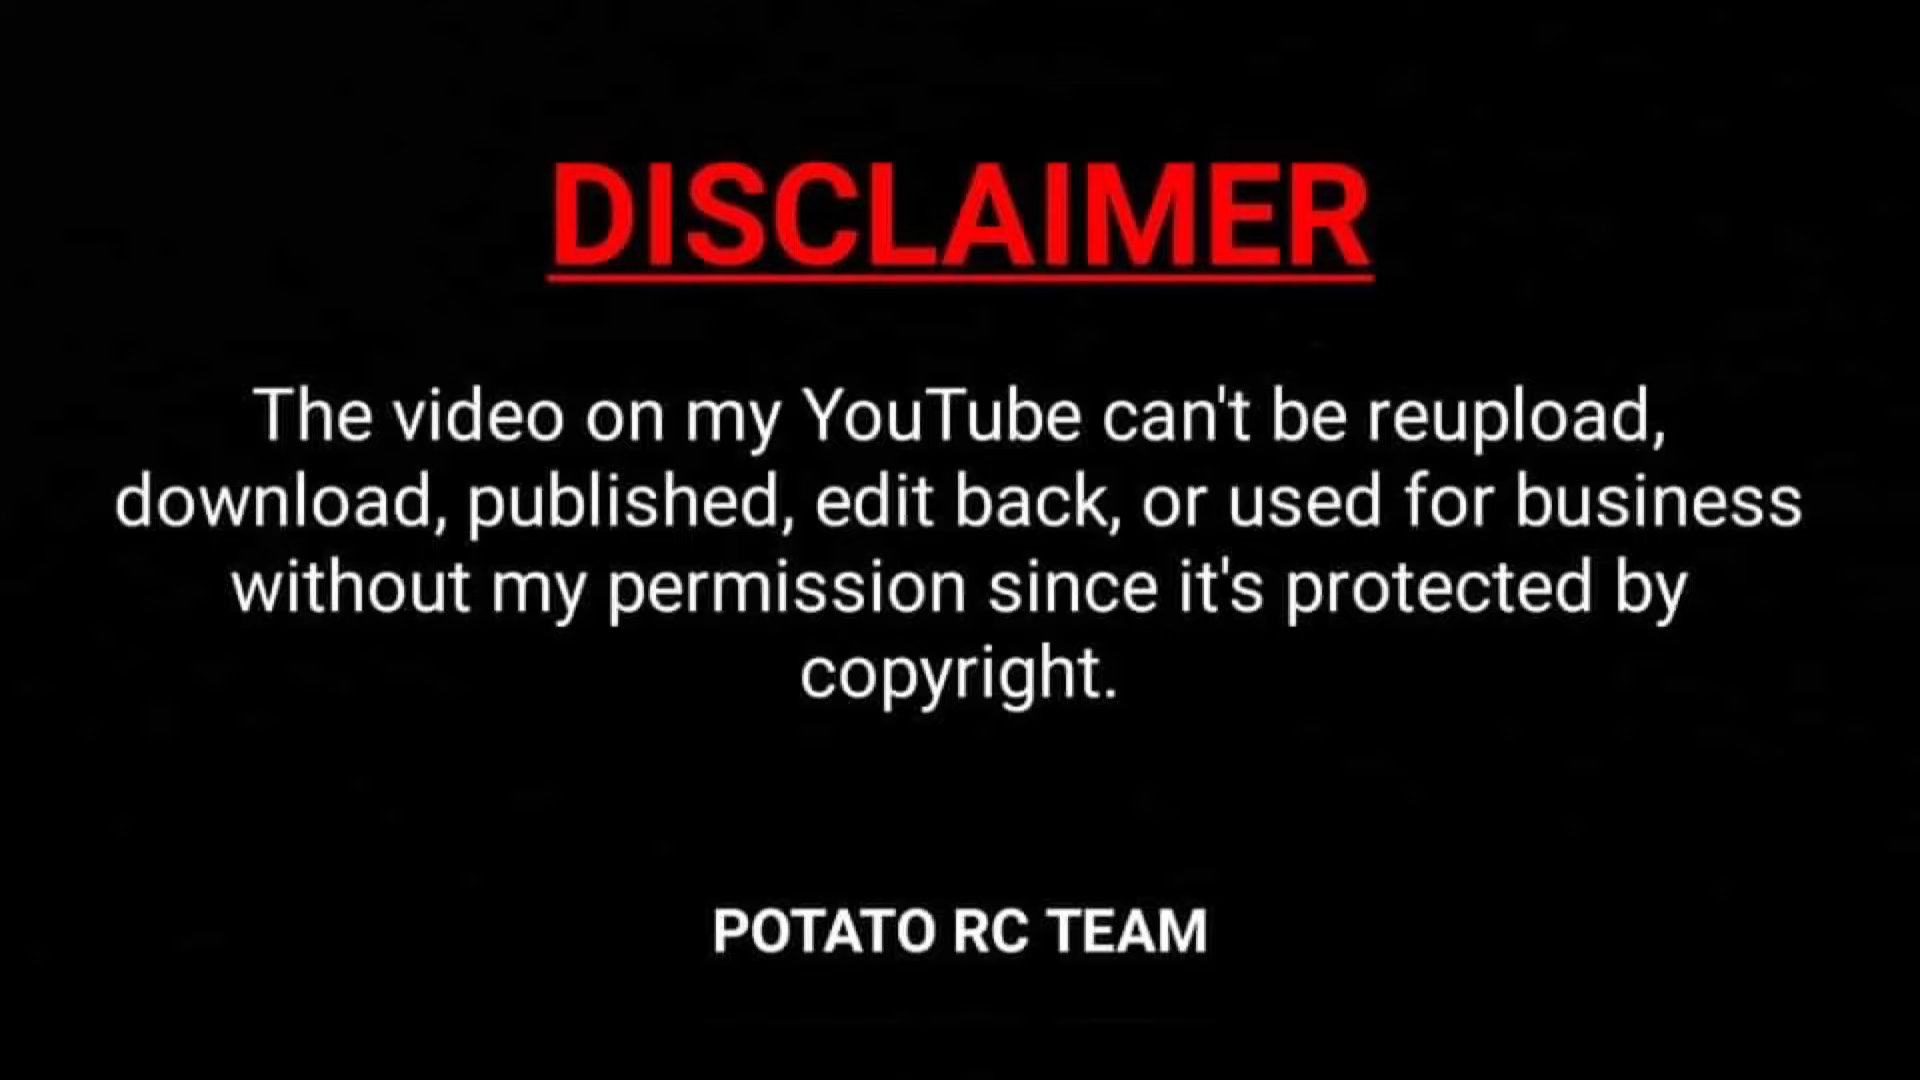 DISCLAIMER
The video on my YouTube can't be reupload,
download, published, edit back, or used for business
without my permission since it's protected by
copyright.
POTATO RC TEAM